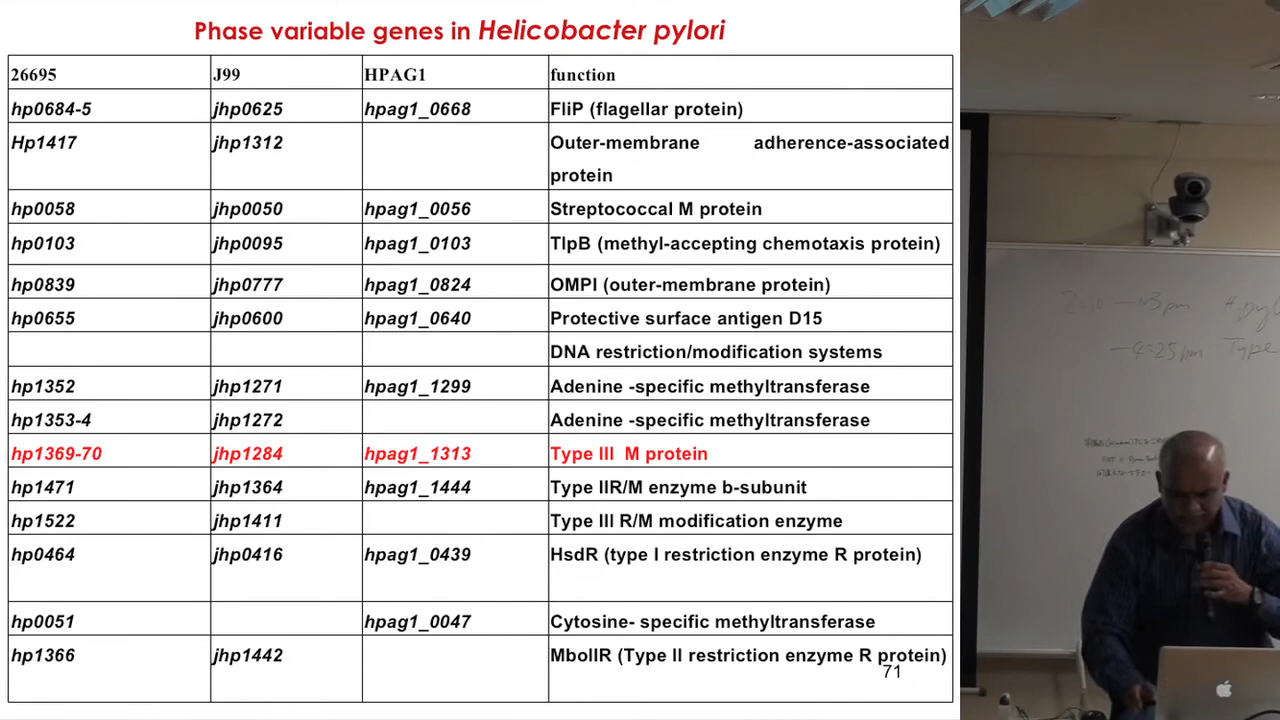 Phase variable genes in Helicobacter pylori
26695 J99 HPAG1 function
hp0684-5 jhp0625 hpag1_0668 FliP (flagellar protein)
Hp1417 jhp1312 Outer-membrane adherence-associated
protein
hp0058 jhp0050 hpag1_0056 Streptococcal M protein
hp0103 jhp0095 hpag1_0103 TlpB (methyl-accepting chemotaxis protein)
hp0839 jhp0777 hpag1_0824 OMPI (outer-membrane protein)
hp0655 jhp0600 hpag1_0640 Protective surface antigen D15
DNA restriction/modification systems
hp1352 jhp1271 hpag1_1299 Adenine -specific methyltransferase
hp1353-4 jhp1272 Adenine -specific methyltransferase
hp1369-70 jhp1284 hpag1_1313 Type III M protein
hp1471 jhp1364 hpag1_1444 Type IIR/M enzyme b-subunit
hp1522 jhp1411 Type III R/M modification enzyme
hp0464 jhp0416 hpag1_0439 HsdR (type I restriction enzyme R protein)
hp0051 hpag1_0047 Cytosine- specific methyltransferase
hp1366 jhp1442 MboIIR (Type II restriction enzyme R protein)
71
Type